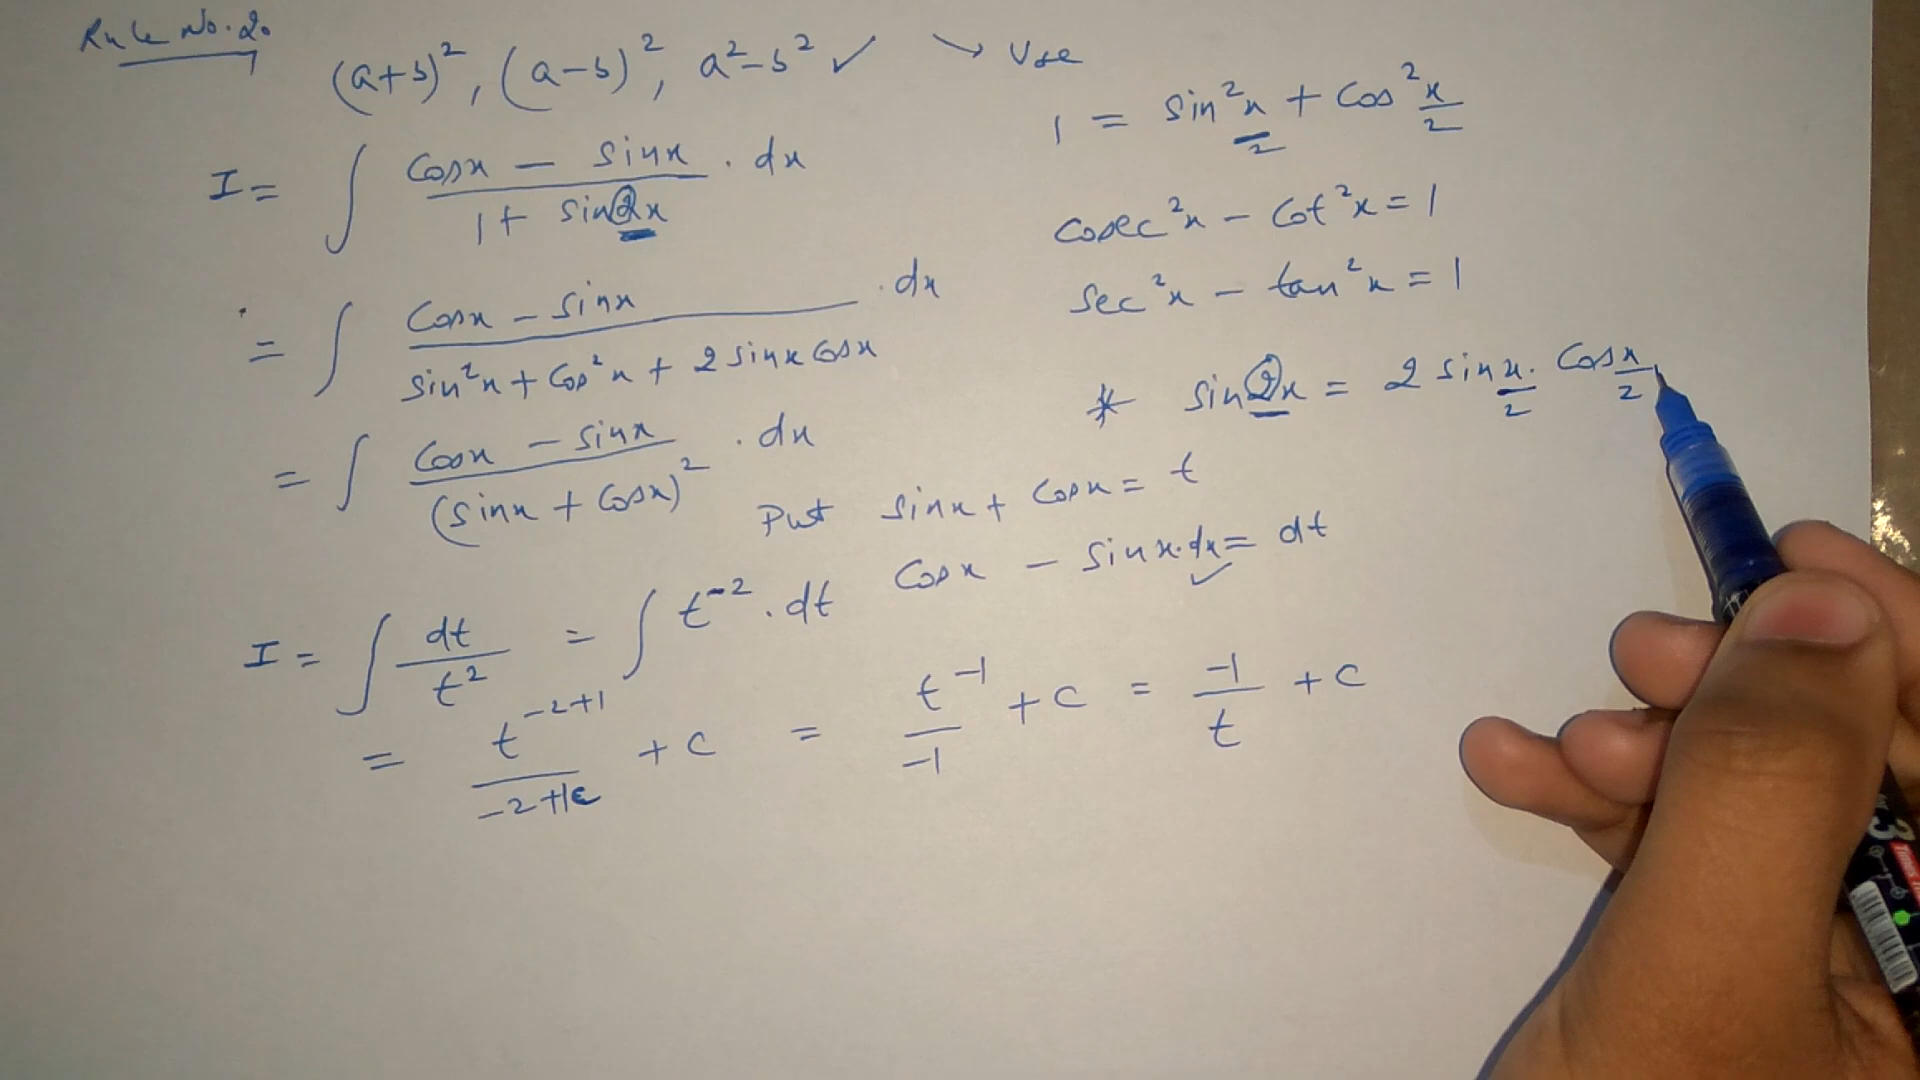 Rule No. 2.
(a+b)², (a-b)², a²-b² ✓ → Use
1 = sin²x/2 + cos²x/2
I = ∫ (cosx - sinx)/(1 + sin2x) . dx
cosec²x - cot²x = 1
sec²x - tan²x = 1
= ∫ (cosx - sinx)/(sin²x + cos²x + 2 sinx cosx) . dx
* sin2x = 2 sinx/2 . cosx/2
= ∫ (cosx - sinx)/(sinx + cosx)² . dx
Put sinx + cosx = t
cosx - sinx.dx = dt
I = ∫ dt/t² = ∫ t⁻² . dt
= t⁻²⁺¹/-2+1 + c = t⁻¹/-1 + c = -1/t + c
3